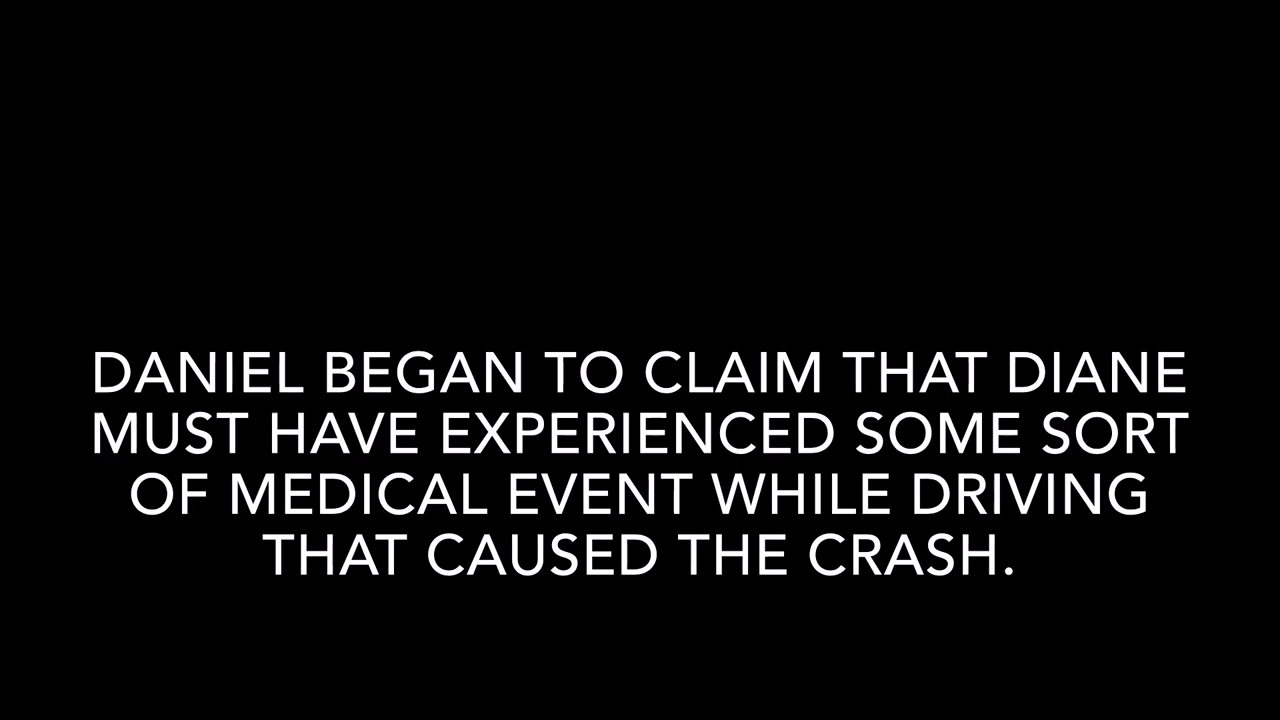 DANIEL BEGAN TO CLAIM THAT DIANE
MUST HAVE EXPERIENCED SOME SORT
OF MEDICAL EVENT WHILE DRIVING
THAT CAUSED THE CRASH.